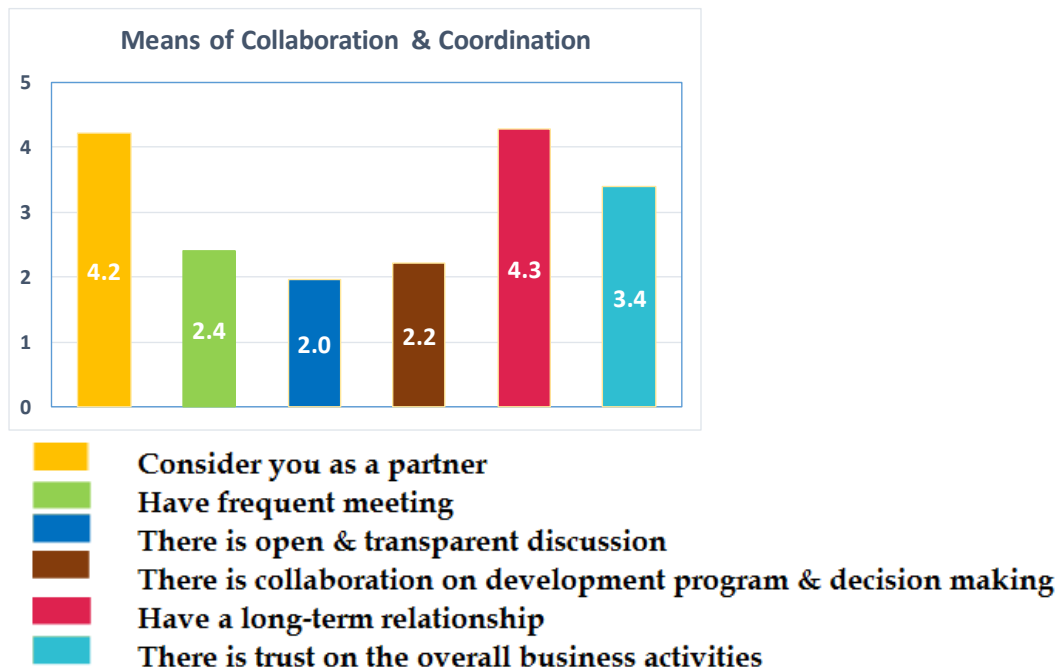 Means of Collaboration & Coordination
5
4
3
2
1
0
4.2
2.4
2.0
2.2
4.3
3.4
Consider you as a partner
Have frequent meeting
There is open & transparent discussion
There is collaboration on development program & decision making
Have a long-term relationship
There is trust on the overall business activities